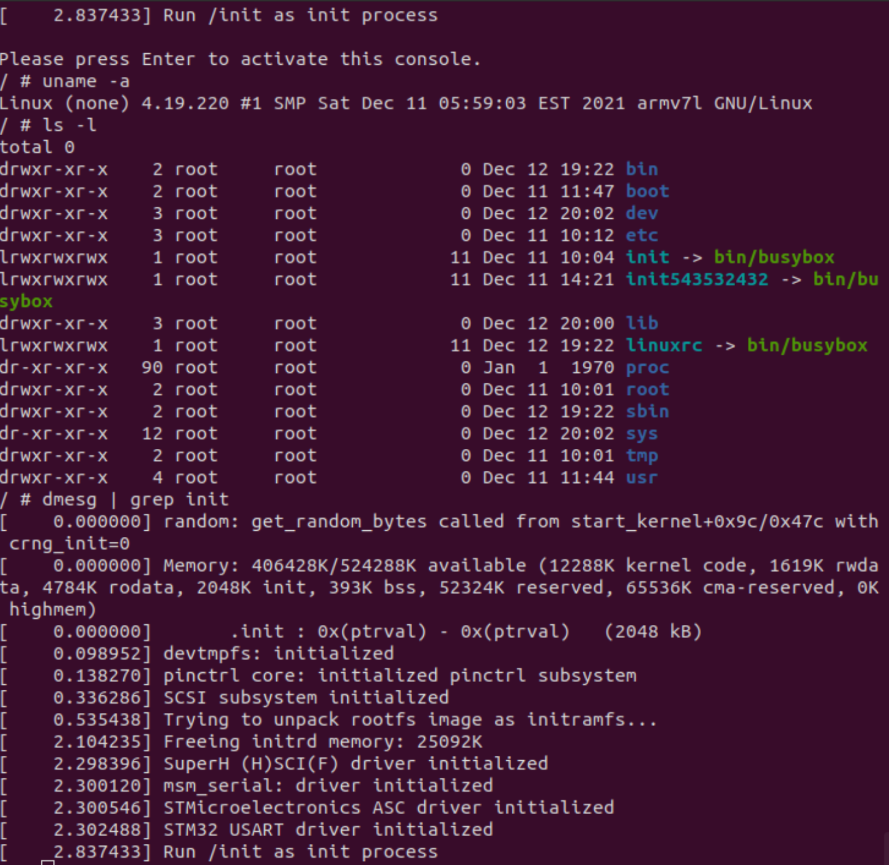 [    2.837433] Run /init as init process
Please press Enter to activate this console.
/ # uname -a
Linux (none) 4.19.220 #1 SMP Sat Dec 11 05:59:03 EST 2021 armv7l GNU/Linux
/ # ls -l
total 0
drwxr-xr-x    2 root     root             0 Dec 12 19:22 bin
drwxr-xr-x    2 root     root             0 Dec 11 11:47 boot
drwxr-xr-x    3 root     root             0 Dec 12 20:02 dev
drwxr-xr-x    3 root     root             0 Dec 11 10:12 etc
lrwxrwxrwx    1 root     root            11 Dec 11 10:04 init -> bin/busybox
lrwxrwxrwx    1 root     root            11 Dec 11 14:21 init543532432 -> bin/bu
sybox
drwxr-xr-x    3 root     root             0 Dec 12 20:00 lib
lrwxrwxrwx    1 root     root            11 Dec 12 19:22 linuxrc -> bin/busybox
dr-xr-xr-x   90 root     root             0 Jan  1  1970 proc
drwxr-xr-x    2 root     root             0 Dec 11 10:01 root
drwxr-xr-x    2 root     root             0 Dec 12 19:22 sbin
dr-xr-xr-x   12 root     root             0 Dec 12 20:02 sys
drwxr-xr-x    2 root     root             0 Dec 11 10:01 tmp
drwxr-xr-x    4 root     root             0 Dec 11 11:44 usr
/ # dmesg | grep init
[    0.000000] random: get_random_bytes called from start_kernel+0x9c/0x47c with
 crng_init=0
[    0.000000] Memory: 406428K/524288K available (12288K kernel code, 1619K rwda
ta, 4784K rodata, 2048K init, 393K bss, 52324K reserved, 65536K cma-reserved, 0K
 highmem)
[    0.000000]       .init : 0x(ptrval) - 0x(ptrval)   (2048 kB)
[    0.098952] devtmpfs: initialized
[    0.138270] pinctrl core: initialized pinctrl subsystem
[    0.336286] SCSI subsystem initialized
[    0.535438] Trying to unpack rootfs image as initramfs...
[    2.104235] Freeing initrd memory: 25092K
[    2.298396] SuperH (H)SCI(F) driver initialized
[    2.300120] msm_serial: driver initialized
[    2.300546] STMicroelectronics ASC driver initialized
[    2.302488] STM32 USART driver initialized
[    2.837433] Run /init as init process